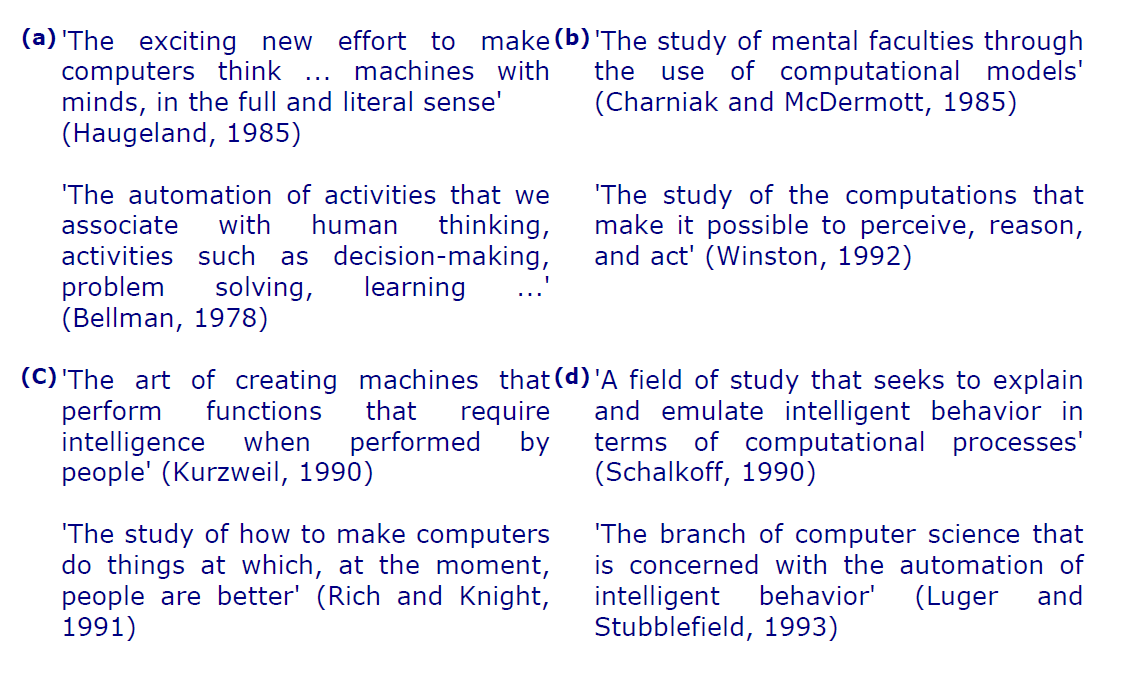 (a) 'The exciting new effort to make
computers think ... machines with
minds, in the full and literal sense'
(Haugeland, 1985)
'The automation of activities that we
associate with human thinking,
activities such as decision-making,
problem solving, learning ...'
(Bellman, 1978)
(b) 'The study of mental faculties through
the use of computational models'
(Charniak and McDermott, 1985)
'The study of the computations that
make it possible to perceive, reason,
and act' (Winston, 1992)
(C) 'The art of creating machines that
perform functions that require
intelligence when performed by
people' (Kurzweil, 1990)
'The study of how to make computers
do things at which, at the moment,
people are better' (Rich and Knight,
1991)
(d) 'A field of study that seeks to explain
and emulate intelligent behavior in
terms of computational processes'
(Schalkoff, 1990)
'The branch of computer science that
is concerned with the automation of
intelligent behavior' (Luger and
Stubblefield, 1993)